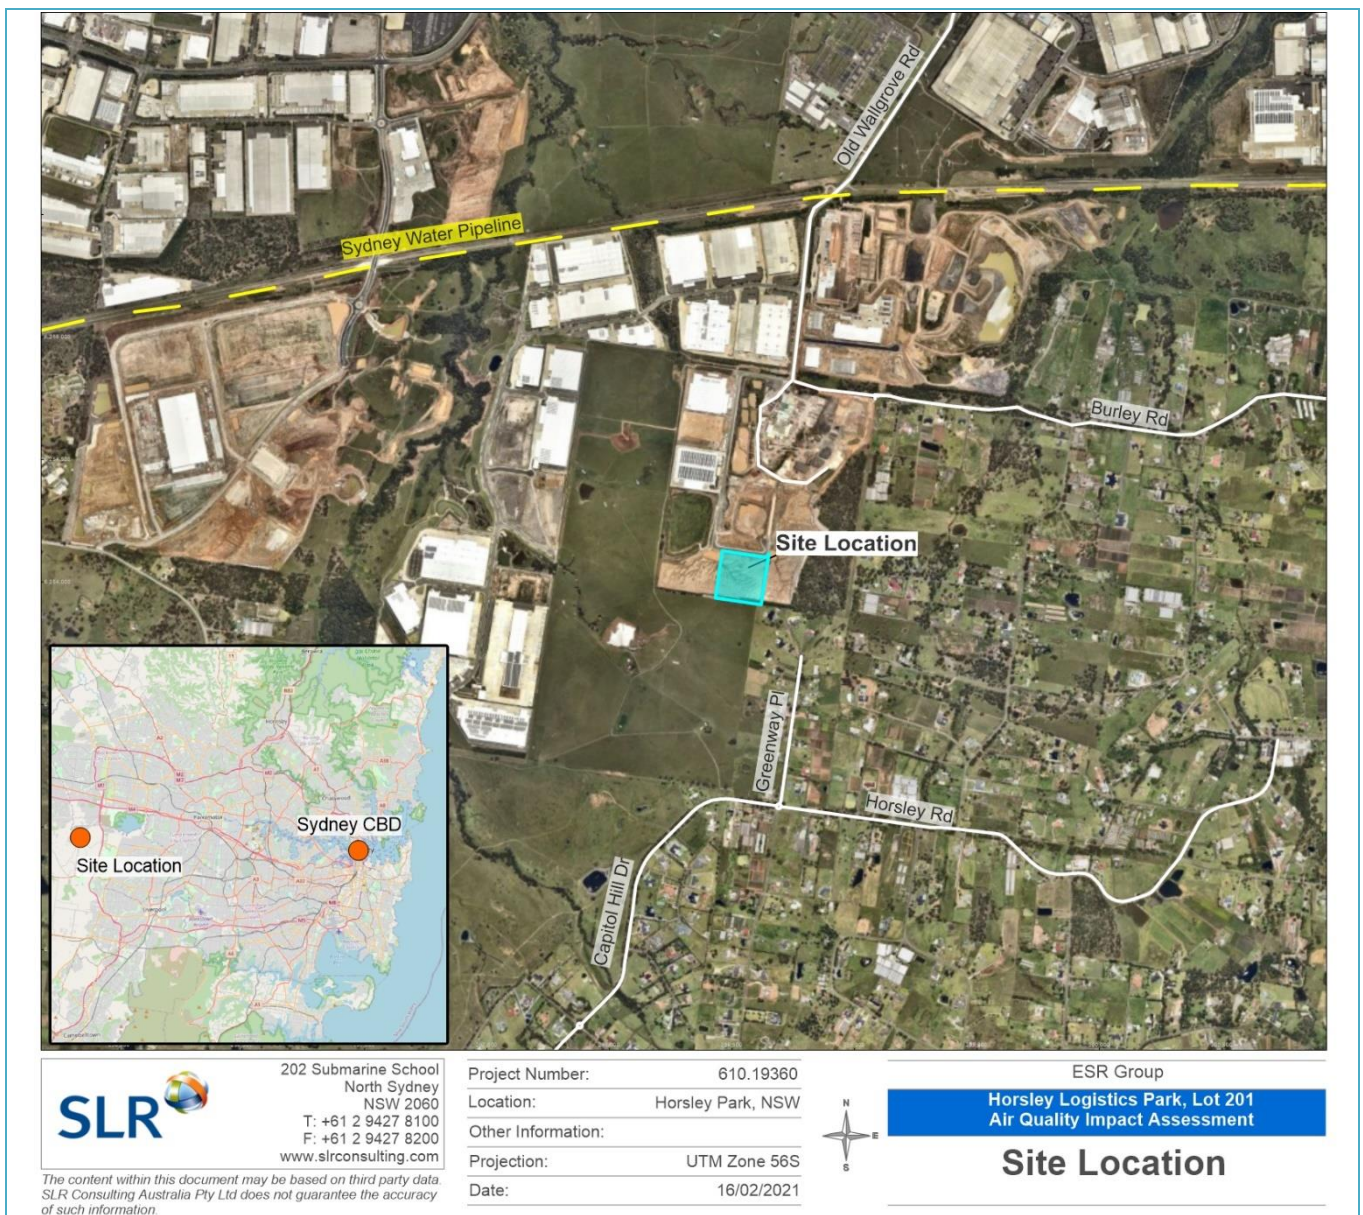 Old Wallgrove Rd
Sydney Water Pipeline
Burley Rd
Site Location
Greenway Pl
Horsley Rd
Capitol Hill Dr
Sydney CBD
Site Location
SLR
202 Submarine School
North Sydney
NSW 2060
T: +61 2 9427 8100
F: +61 2 9427 8200
www.slrconsulting.com
The content within this document may be based on third party data.
SLR Consulting Australia Pty Ltd does not guarantee the accuracy
of such information.
Project Number: 610.19360
Location: Horsley Park, NSW
Other Information:
Projection: UTM Zone 56S
Date: 16/02/2021
N
E
S
ESR Group
Horsley Logistics Park, Lot 201
Air Quality Impact Assessment
Site Location